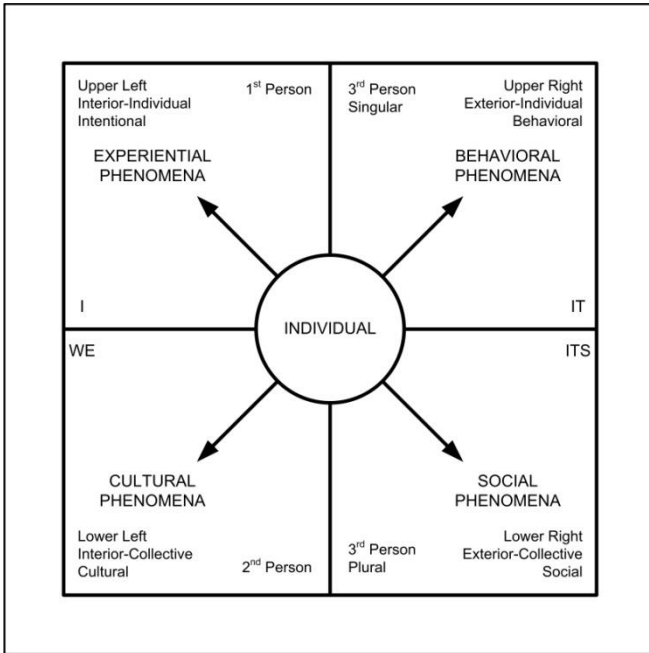 Upper Left
Interior-Individual
Intentional
1st Person
EXPERIENTIAL
PHENOMENA
I
3rd Person
Singular
Upper Right
Exterior-Individual
Behavioral
BEHAVIORAL
PHENOMENA
IT
INDIVIDUAL
WE
CULTURAL
PHENOMENA
Lower Left
Interior-Collective
Cultural
2nd Person
ITS
SOCIAL
PHENOMENA
3rd Person
Plural
Lower Right
Exterior-Collective
Social